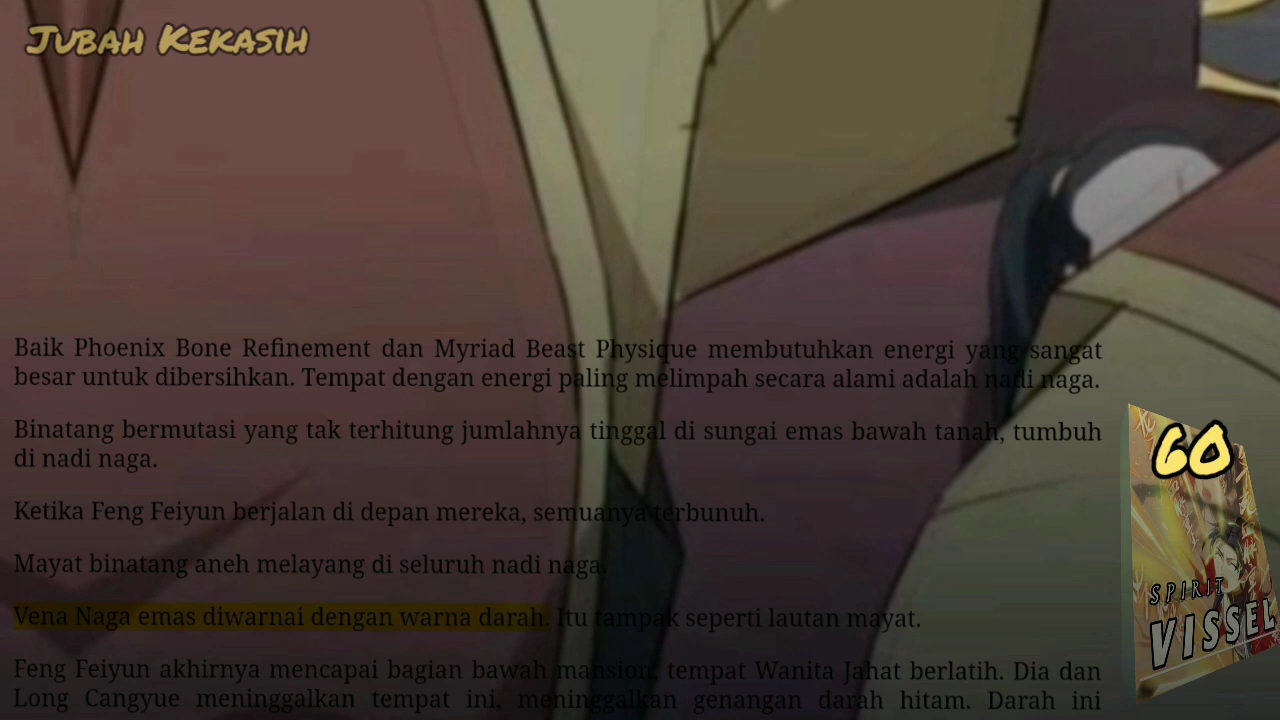 Jubah Kekasih
Baik Phoenix Bone Refinement dan Myriad Beast Physique membutuhkan energi yang sangat
besar untuk dibersihkan. Tempat dengan energi paling melimpah secara alami adalah nadi naga.
Binatang bermutasi yang tak terhitung jumlahnya tinggal di sungai emas bawah tanah, tumbuh
di nadi naga.
Ketika Feng Feiyun berjalan di depan mereka, semuanya terbunuh.
Mayat binatang aneh melayang di seluruh nadi naga.
Vena Naga emas diwarnai dengan warna darah. Itu tampak seperti lautan mayat.
Feng Feiyun akhirnya mencapai bagian bawah mansion, tempat Wanita Jahat berlatih. Dia dan
Long Cangyue meninggalkan tempat ini, meninggalkan genangan darah hitam. Darah ini
60
SPIRIT
VISSEL